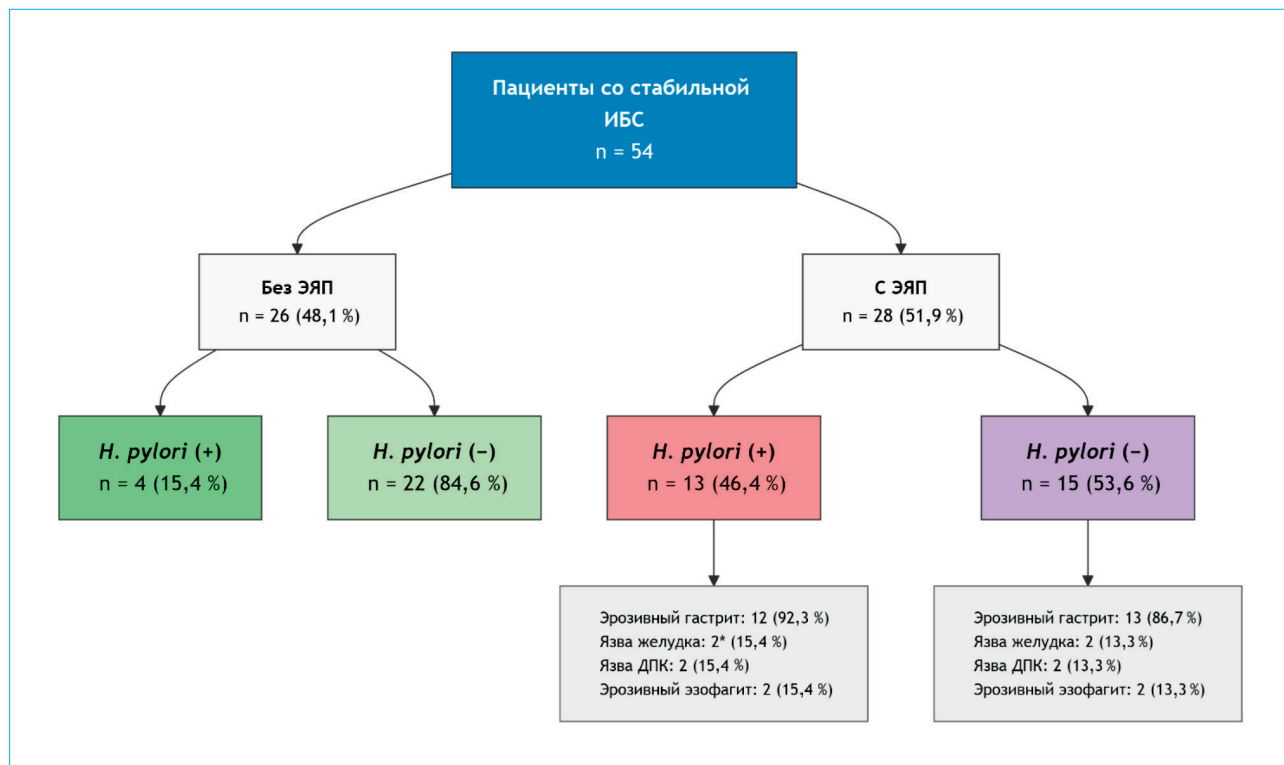 Пациенты со стабильной
ИБС
n = 54
Без ЭЯП
n = 26 (48,1 %)
С ЭЯП
n = 28 (51,9 %)
H. pylori (+)
n = 4 (15,4 %)
H. pylori (−)
n = 22 (84,6 %)
H. pylori (+)
n = 13 (46,4 %)
H. pylori (−)
n = 15 (53,6 %)
Эрозивный гастрит: 12 (92,3 %)
Язва желудка: 2* (15,4 %)
Язва ДПК: 2 (15,4 %)
Эрозивный эзофагит: 2 (15,4 %)
Эрозивный гастрит: 13 (86,7 %)
Язва желудка: 2 (13,3 %)
Язва ДПК: 2 (13,3 %)
Эрозивный эзофагит: 2 (13,3 %)